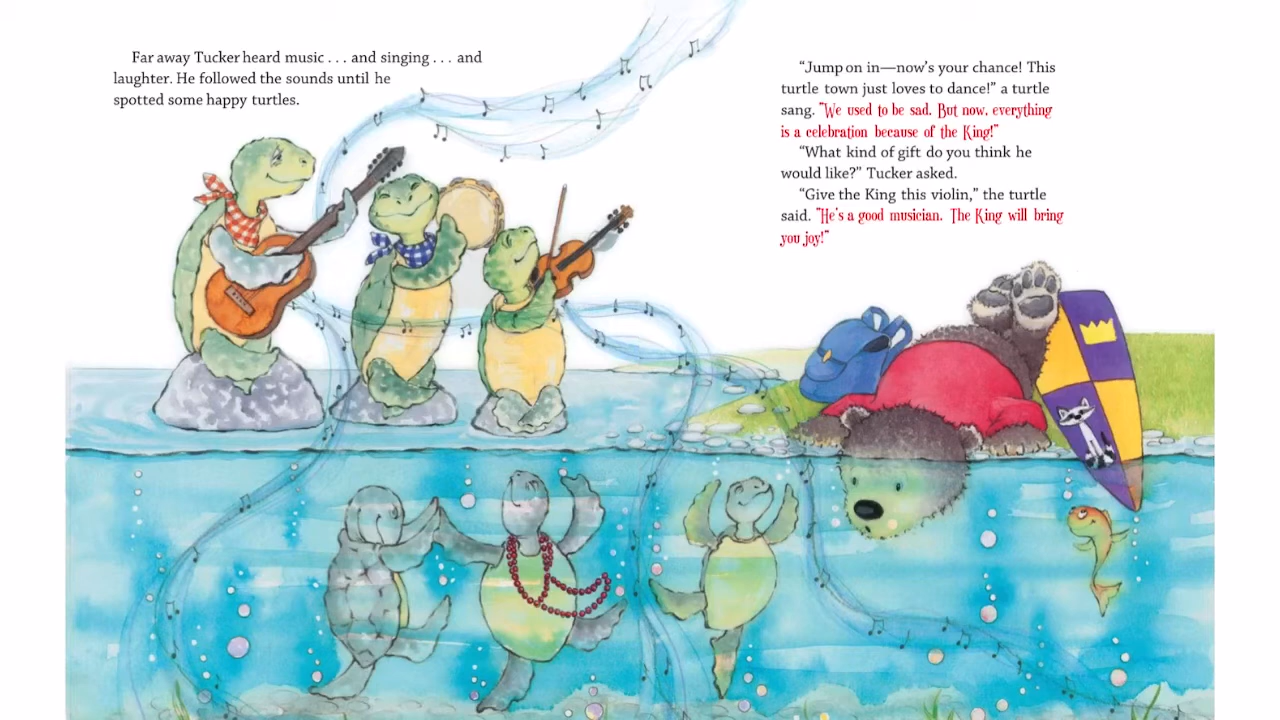 Far away Tucker heard music . . . and singing . . . and
laughter. He followed the sounds until he
spotted some happy turtles.
“Jump on in—now’s your chance! This
turtle town just loves to dance!” a turtle
sang. “We used to be sad. But now, everything
is a celebration because of the King!”
“What kind of gift do you think he
would like?” Tucker asked.
“Give the King this violin,” the turtle
said. “He’s a good musician. The King will bring
you joy!”